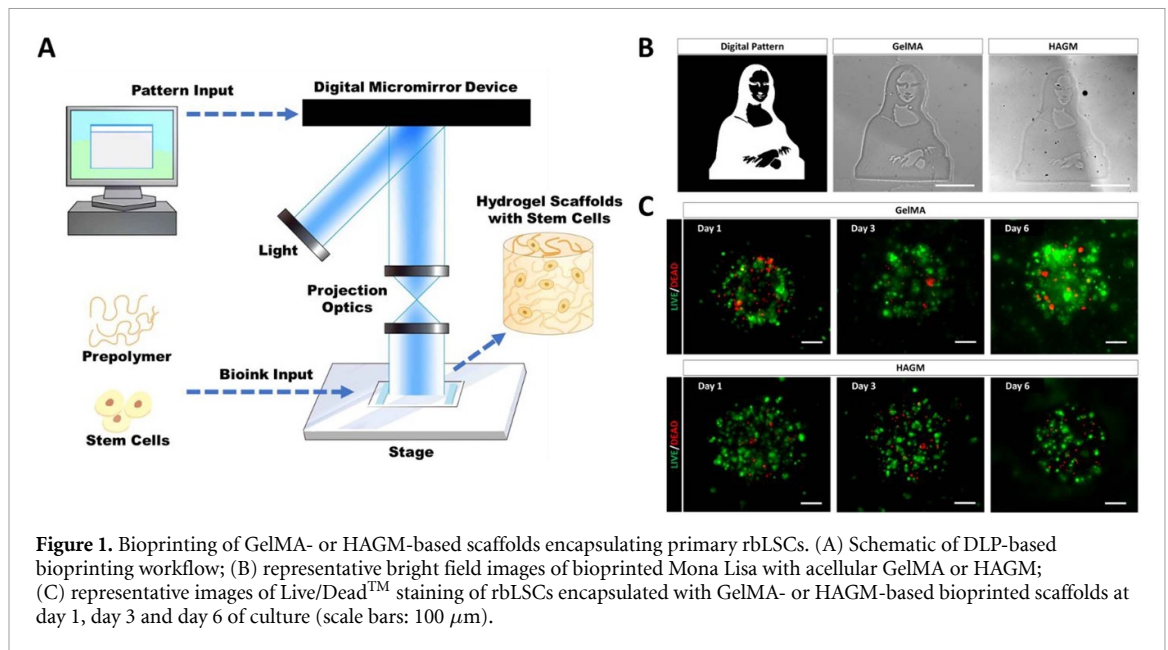 A
Pattern Input
Digital Micromirror Device
Light
Projection
Optics
Hydrogel Scaffolds
with Stem Cells
Prepolymer
Bioink Input
Stem Cells
Stage
B
Digital Pattern
GelMA
HAGM
C
GelMA
LIVE/DEAD
Day 1
Day 3
Day 6
HAGM
LIVE/DEAD
Day 1
Day 3
Day 6
Figure 1. Bioprinting of GelMA- or HAGM-based scaffolds encapsulating primary rbLSCs. (A) Schematic of DLP-based
bioprinting workflow; (B) representative bright field images of bioprinted Mona Lisa with acellular GelMA or HAGM;
(C) representative images of Live/Dead™ staining of rbLSCs encapsulated with GelMA- or HAGM-based bioprinted scaffolds at
day 1, day 3 and day 6 of culture (scale bars: 100 μm).